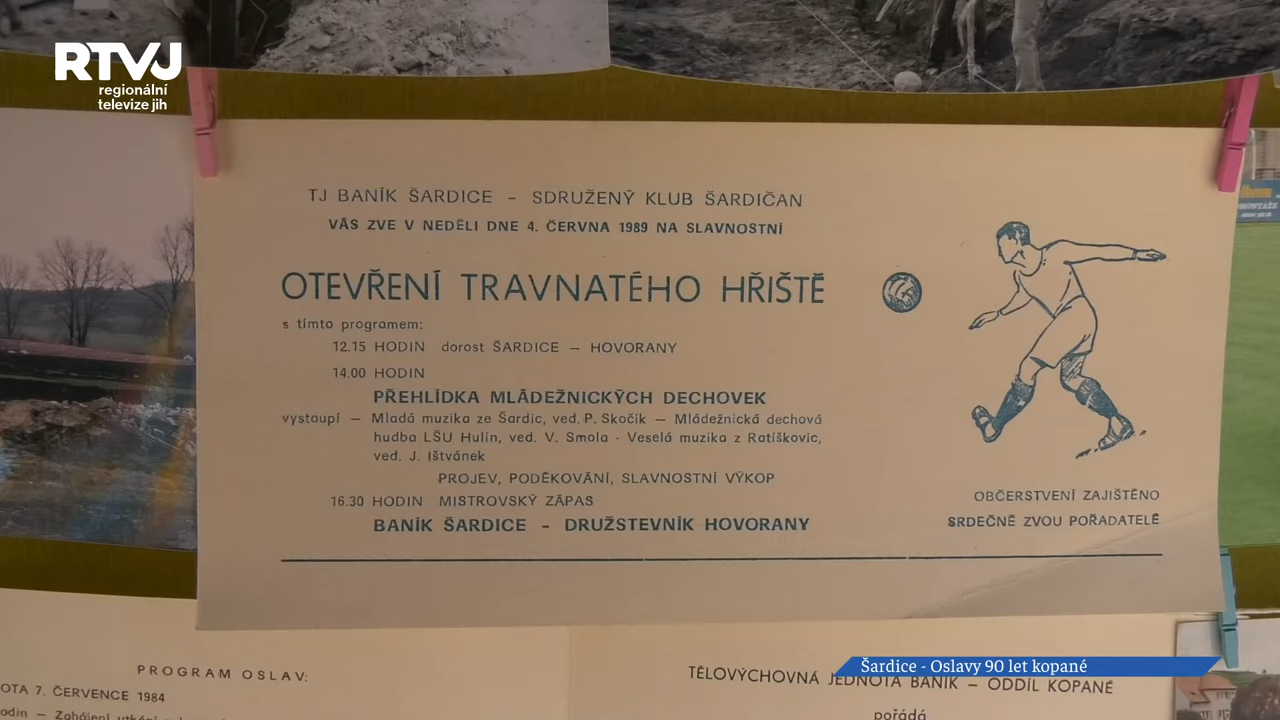 RTVJ
regionální
televize jih
TJ BANÍK ŠARDICE – SDRUŽENÝ KLUB ŠARDIČAN
VÁS ZVE V NEDĚLI DNE 4. ČERVNA 1989 NA SLAVNOSTNÍ
OTEVŘENÍ TRAVNATÉHO HŘIŠTĚ
s tímto programem:
12.15 HODIN dorost ŠARDICE — HOVORANY
14.00 HODIN
PŘEHLÍDKA MLÁDEŽNICKÝCH DECHOVEK
vystoupí — Mladá muzika ze Šardic, ved. P. Skočík — Mládežnická dechová
hudba LŠU Hulín, ved. V. Smola - Veselá muzika z Ratíškovic,
ved. J. Ištvánek
PROJEV, PODĚKOVÁNÍ, SLAVNOSTNÍ VÝKOP
16.30 HODIN MISTROVSKÝ ZÁPAS
BANÍK ŠARDICE - DRUŽSTEVNÍK HOVORANY
OBČERSTVENÍ ZAJIŠTĚNO
SRDEČNĚ ZVOU POŘADATELÉ
PROGRAM OSLAV:
7. ČERVENCE 1984
— Zahájení
TĚLOVÝCHOVNÁ JEDNOTA BANÍK — ODDÍL KOPANÉ
pořádá
Šardice - Oslavy 90 let kopané